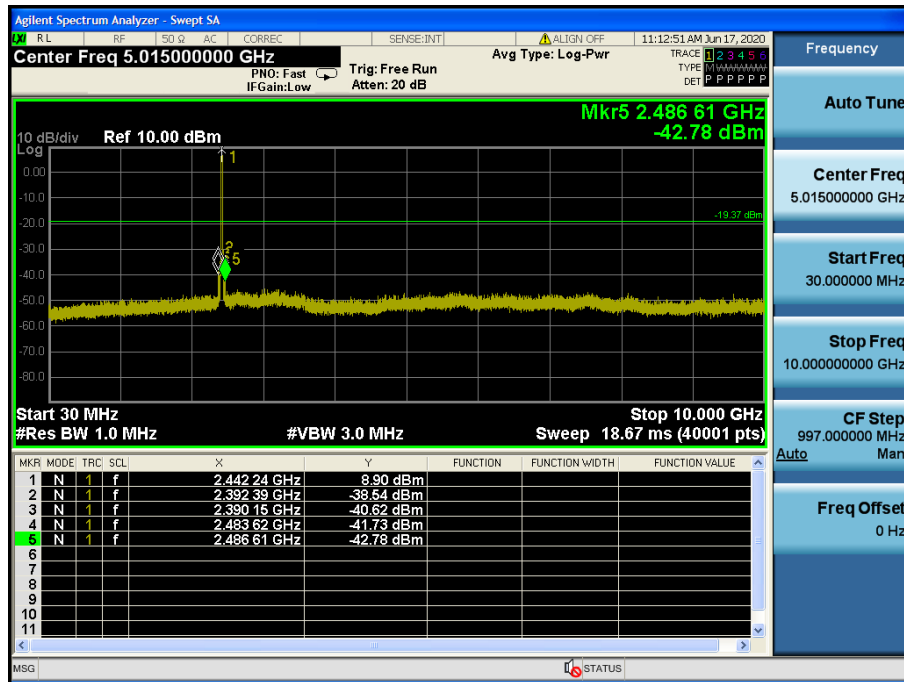 Agilent Spectrum Analyzer - Swept SA
LXI RL RF 50 Ω AC CORREC SENSE:INT ALIGN OFF 11:12:51 AM Jun 17, 2020
Center Freq 5.015000000 GHz
PNO: Fast
IFGain:Low
Trig: Free Run
Atten: 20 dB
Avg Type: Log-Pwr
TRACE 1 2 3 4 5 6
TYPE MWWWWW
DET P P P P P P
Mkr5 2.486 61 GHz
-42.78 dBm
10 dB/div Ref 10.00 dBm
Log
1
0.00
-10.0
-20.0
-19.37 dBm
-30.0
2
5
-40.0
-50.0
-60.0
-70.0
-80.0
Start 30 MHz Stop 10.000 GHz
#Res BW 1.0 MHz #VBW 3.0 MHz Sweep 18.67 ms (40001 pts)
MKR MODE TRC SCL X Y FUNCTION FUNCTION WIDTH FUNCTION VALUE
1 N 1 f 2.442 24 GHz 8.90 dBm
2 N 1 f 2.392 39 GHz -38.54 dBm
3 N 1 f 2.390 15 GHz -40.62 dBm
4 N 1 f 2.483 62 GHz -41.73 dBm
5 N 1 f 2.486 61 GHz -42.78 dBm
6
7
8
9
10
11
MSG STATUS
Frequency
Auto Tune
Center Freq
5.015000000 GHz
Start Freq
30.000000 MHz
Stop Freq
10.000000000 GHz
CF Step
997.000000 MHz
Auto Man
Freq Offset
0 Hz